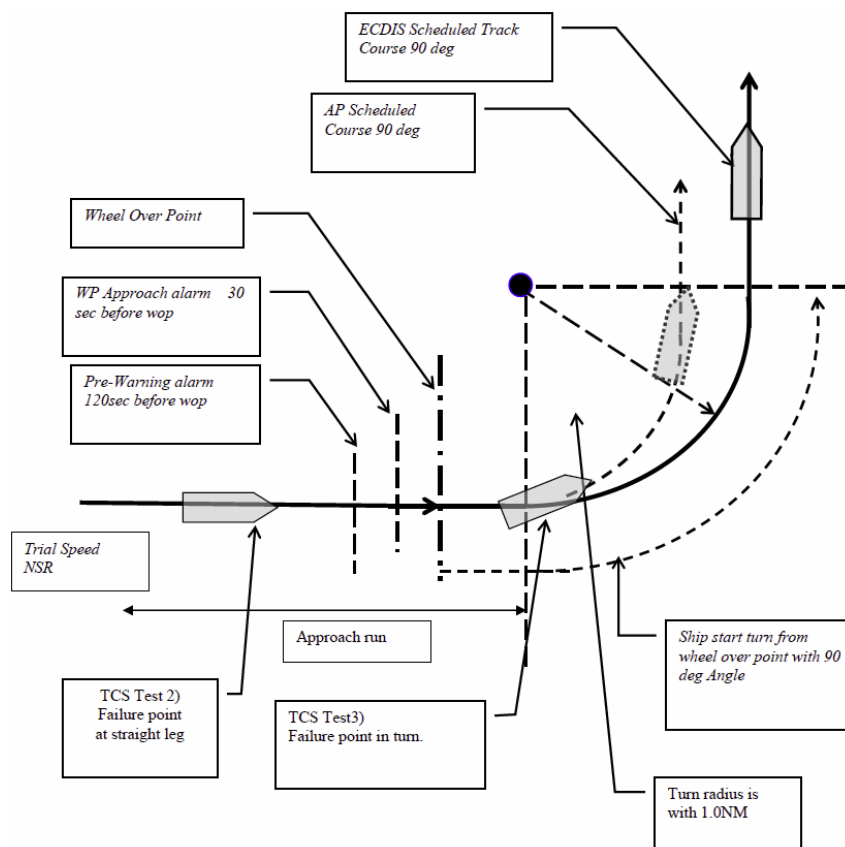 ECDIS Scheduled Track
Course 90 deg
AP Scheduled
Course 90 deg
Wheel Over Point
WP Approach alarm 30
sec before wop
Pre-Warning alarm
120sec before wop
Trial Speed
NSR
Approach run
TCS Test 2)
Failure point
at straight leg
TCS Test3)
Failure point in turn.
Ship start turn from
wheel over point with 90
deg Angle
Turn radius is
with 1.0NM